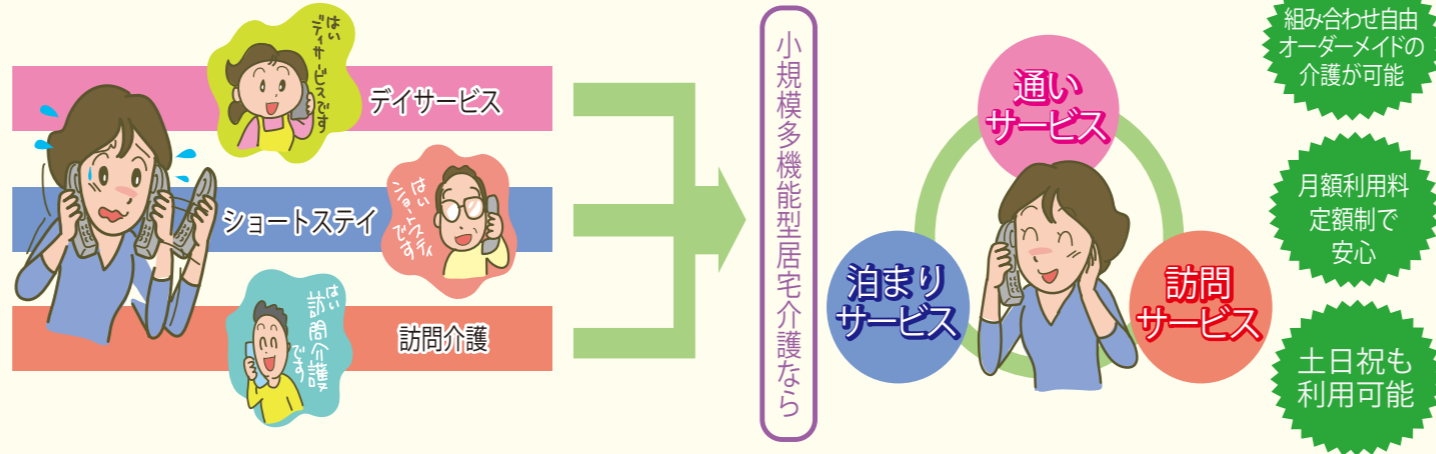 はい
デイサービスです
デイサービス
はい
ショートステイ
です
ショートステイ
はい
訪問介護
です
訪問介護
小規模多機能型居宅介護なら
通い
サービス
泊まり
サービス
訪問
サービス
組み合わせ自由
オーダーメイドの
介護が可能
月額利用料
定額制で
安心
土日祝も
利用可能